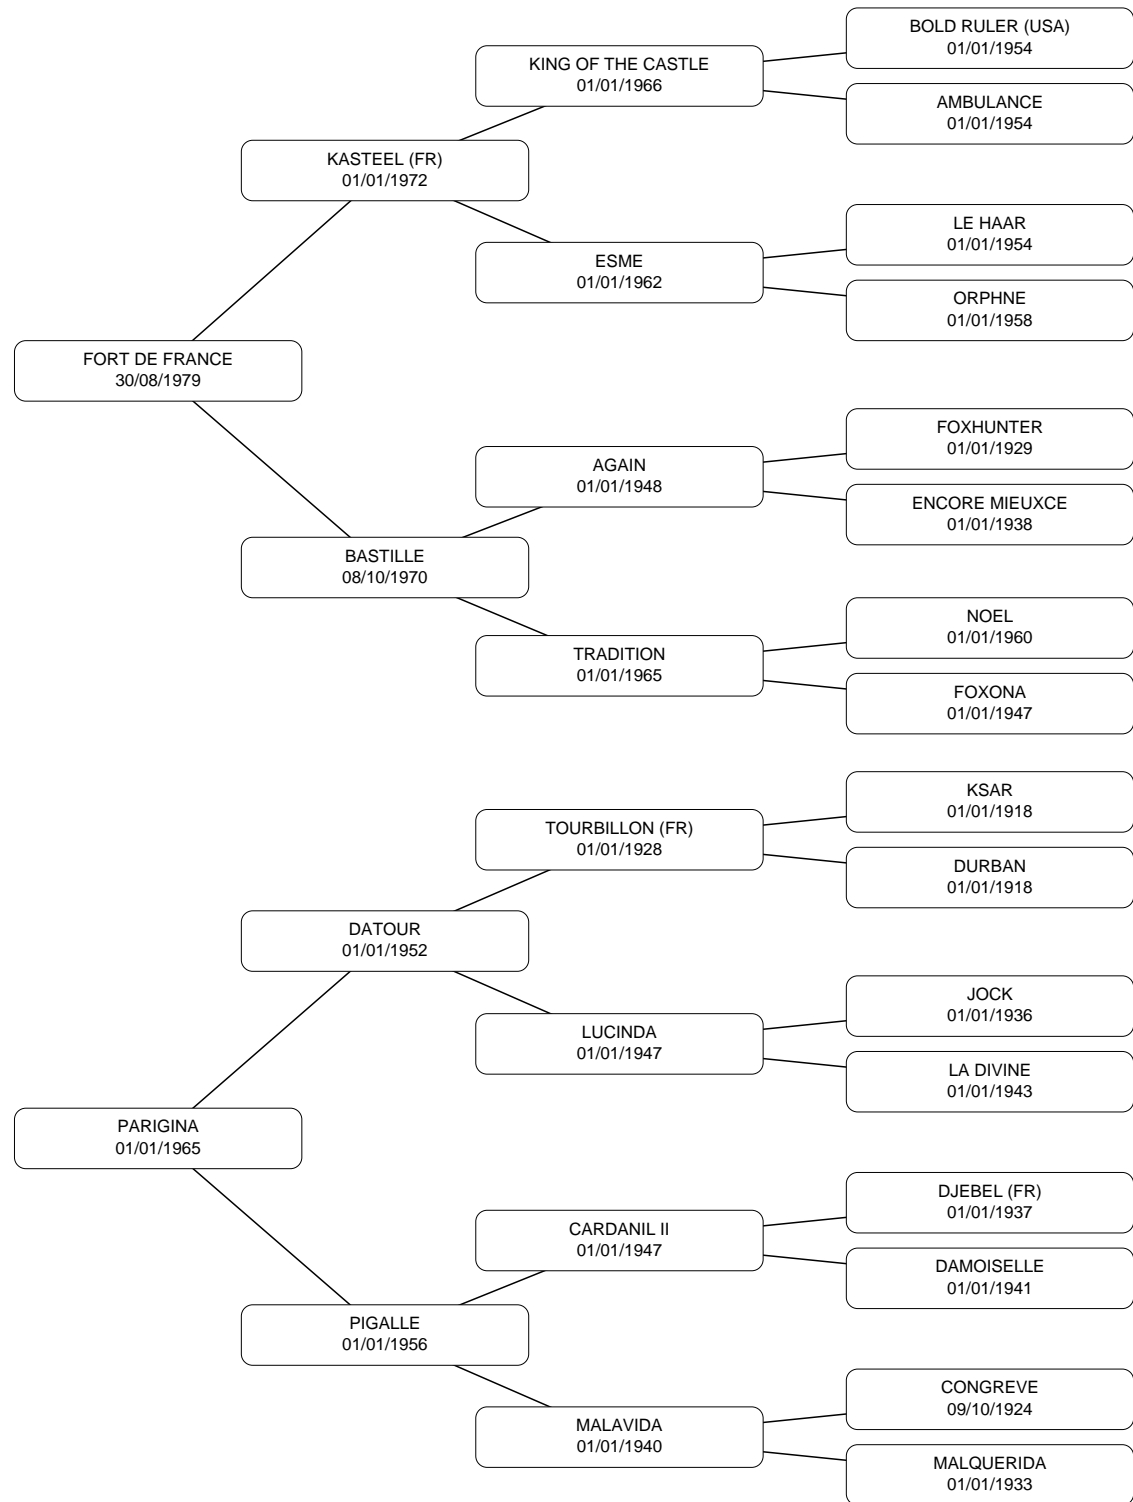 BOLD RULER (USA)
01/01/1954
KING OF THE CASTLE
01/01/1966
AMBULANCE
01/01/1954
KASTEEL (FR)
01/01/1972
LE HAAR
01/01/1954
ESME
01/01/1962
ORPHNE
01/01/1958
FORT DE FRANCE
30/08/1979
FOXHUNTER
01/01/1929
AGAIN
01/01/1948
ENCORE MIEUXCE
01/01/1938
BASTILLE
08/10/1970
NOEL
01/01/1960
TRADITION
01/01/1965
FOXONA
01/01/1947
KSAR
01/01/1918
TOURBILLON (FR)
01/01/1928
DURBAN
01/01/1918
DATOUR
01/01/1952
JOCK
01/01/1936
LUCINDA
01/01/1947
LA DIVINE
01/01/1943
PARIGINA
01/01/1965
DJEBEL (FR)
01/01/1937
CARDANIL II
01/01/1947
DAMOISELLE
01/01/1941
PIGALLE
01/01/1956
CONGREVE
09/10/1924
MALAVIDA
01/01/1940
MALQUERIDA
01/01/1933